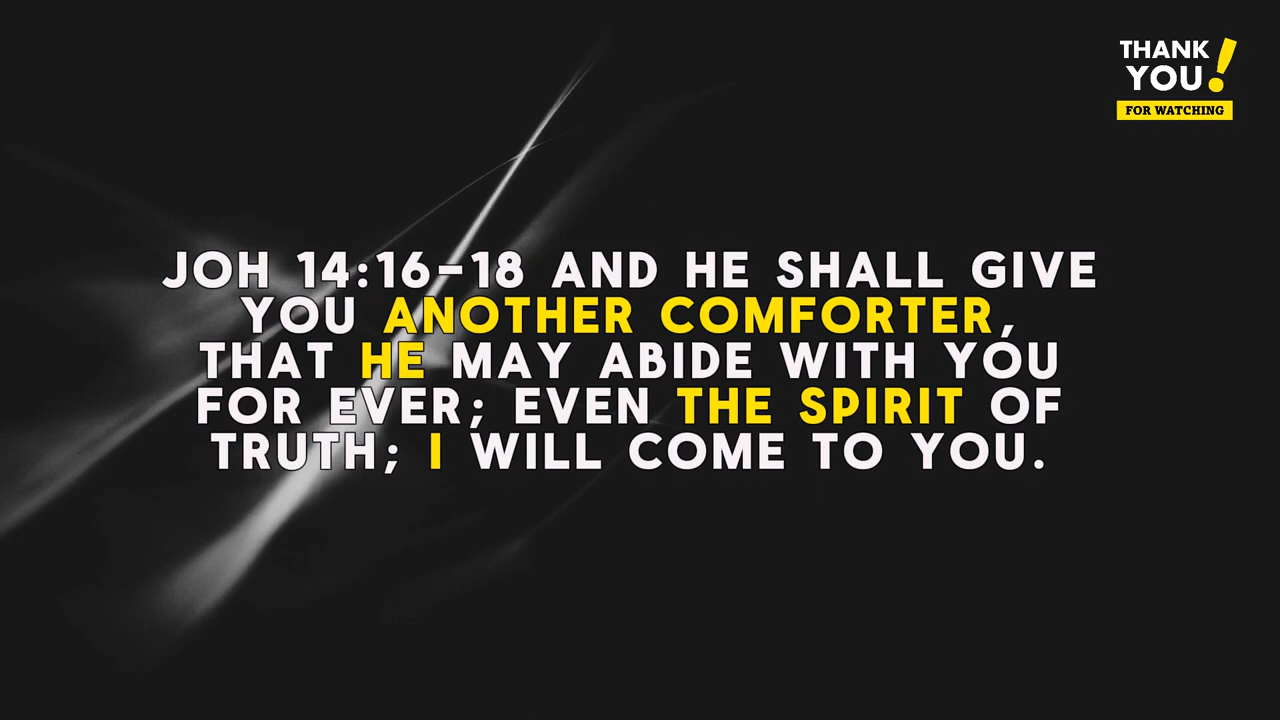 THANK
YOU!
FOR WATCHING
JOH 14:16-18 AND HE SHALL GIVE
YOU ANOTHER COMFORTER,
THAT HE MAY ABIDE WITH YOU
FOR EVER; EVEN THE SPIRIT OF
TRUTH; I WILL COME TO YOU.